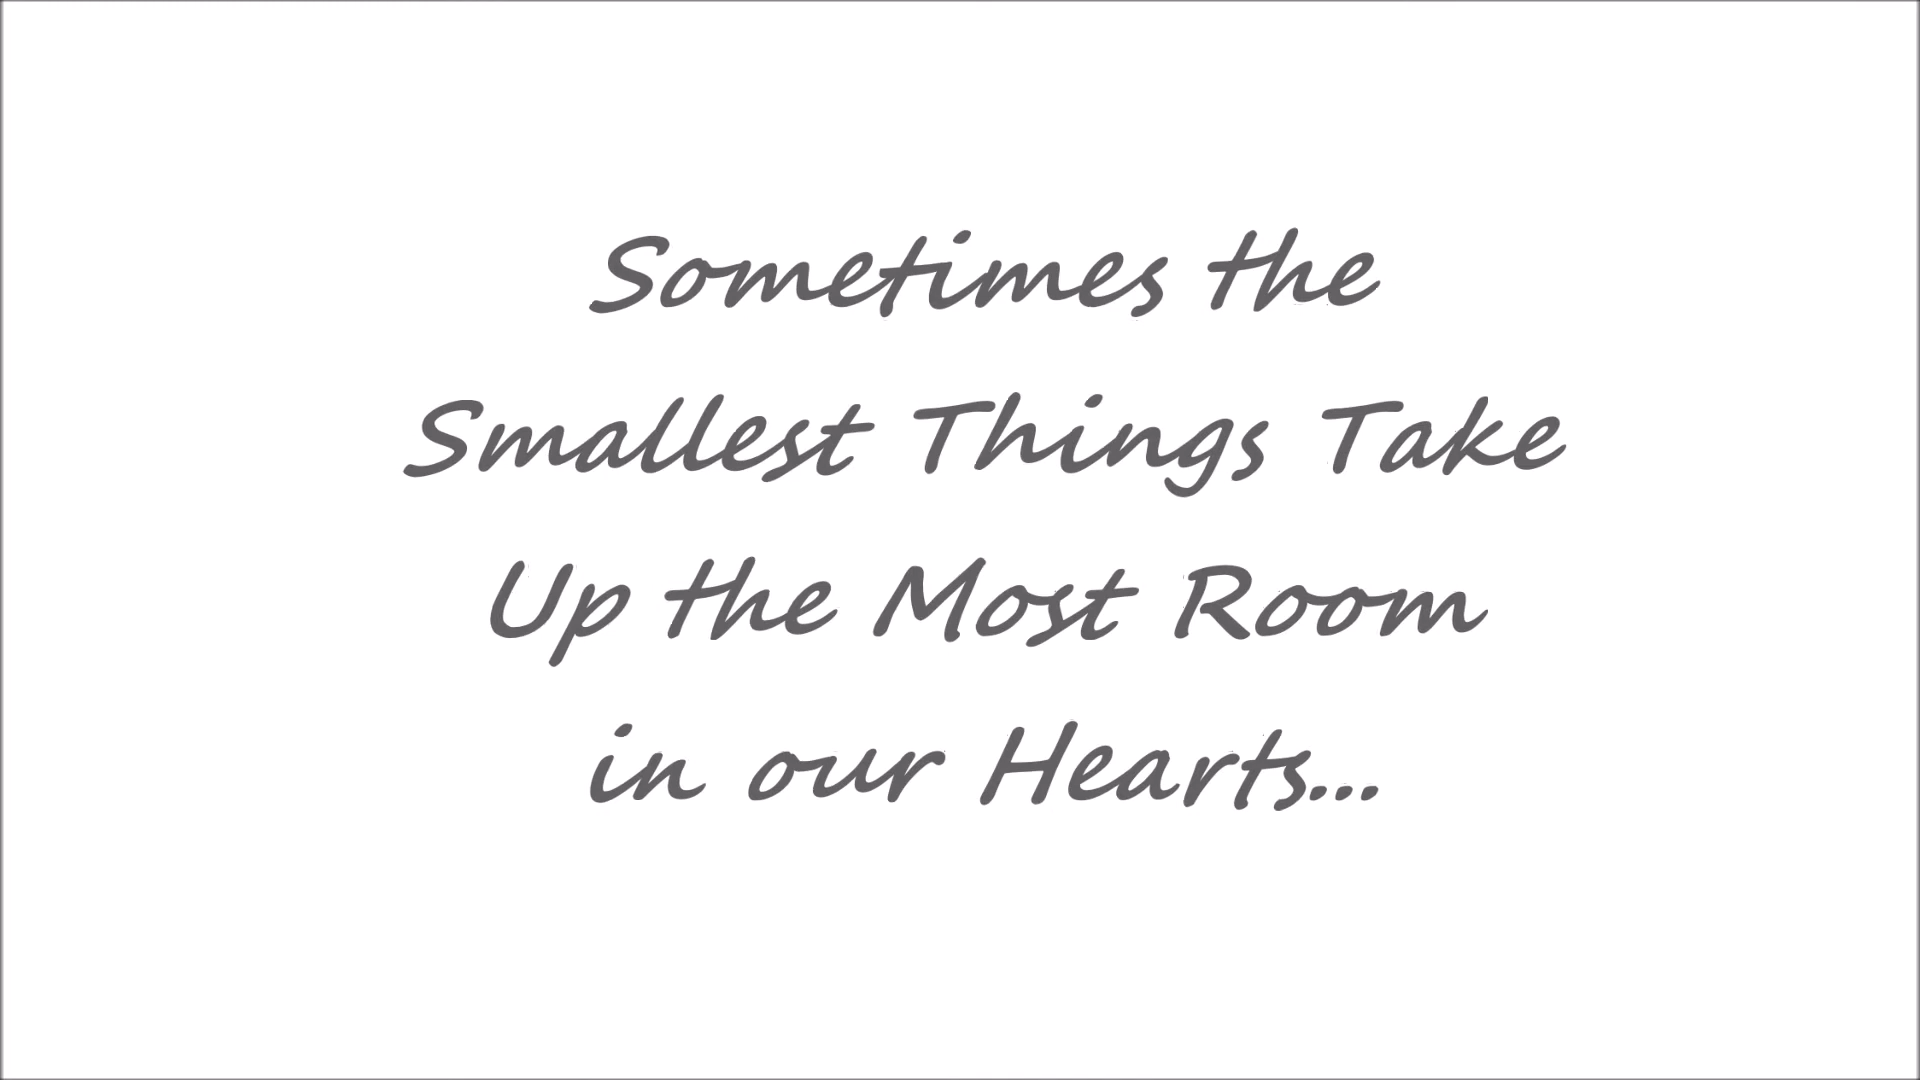 Sometimes the
Smallest Things Take
Up the Most Room
in our Hearts...